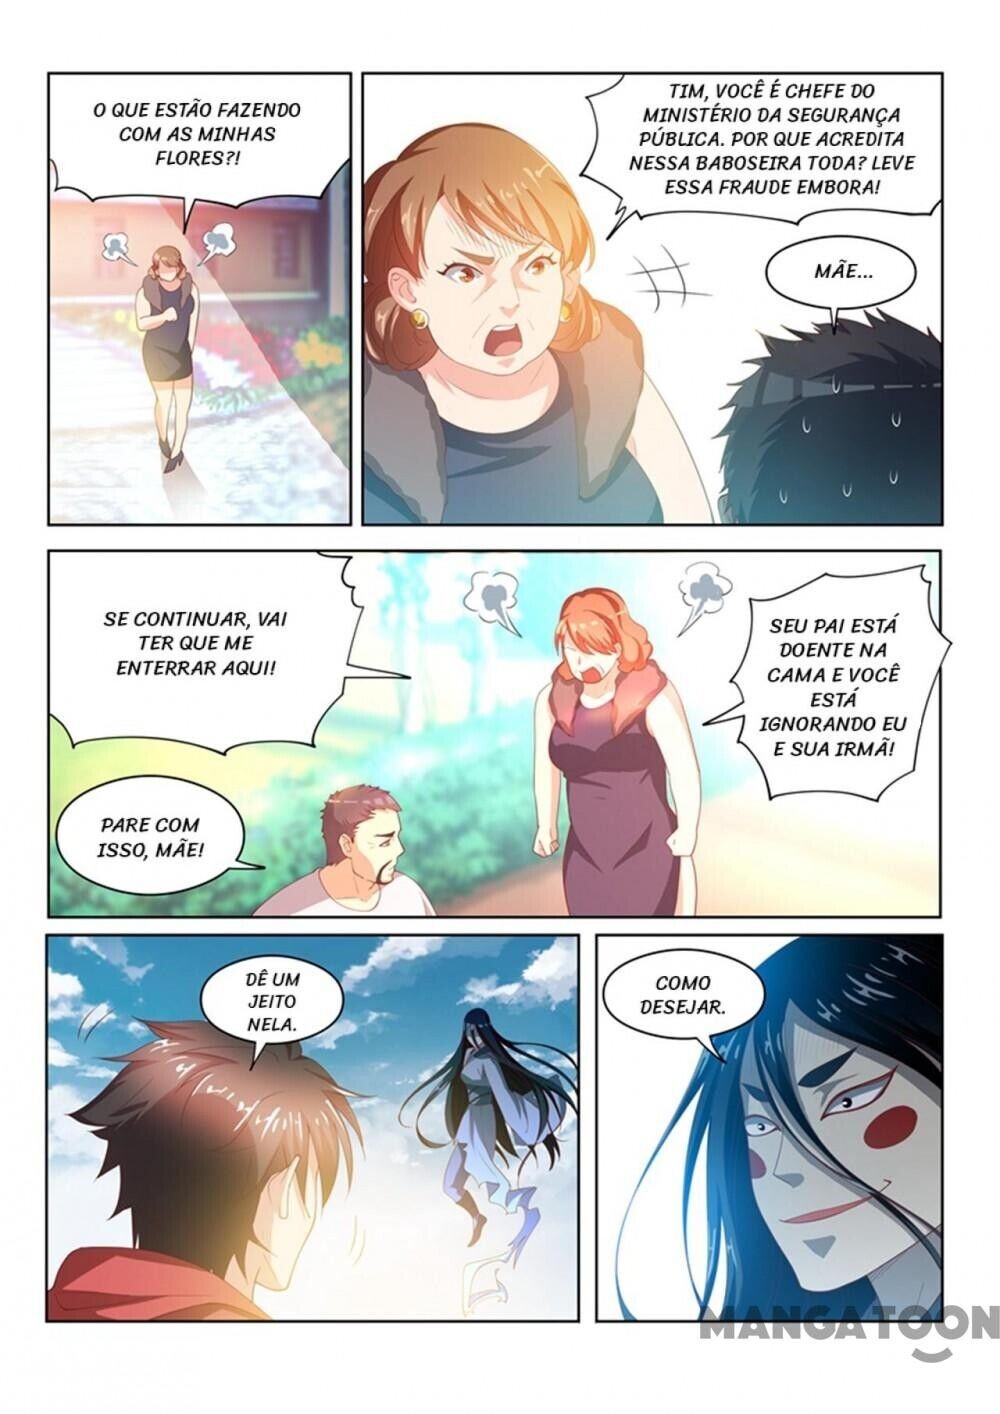 O QUE ESTÃO FAZENDO
COM AS MINHAS
FLORES?!
TIM, VOCÊ É CHEFE DO
MINISTÉRIO DA SEGURANÇA
PÚBLICA. POR QUE ACREDITA
NESSA BABOSEIRA TODA? LEVE
ESSA FRAUDE EMBORA!
MÃE...
SE CONTINUAR, VAI
TER QUE ME
ENTERRAR AQUI!
SEU PAI ESTÁ
DOENTE NA
CAMA E VOCÊ
ESTÁ
IGNORANDO EU
E SUA IRMÃ!
PARE COM
ISSO, MÃE!
DÊ UM
JEITO
NELA.
COMO
DESEJAR.
MANGATOON